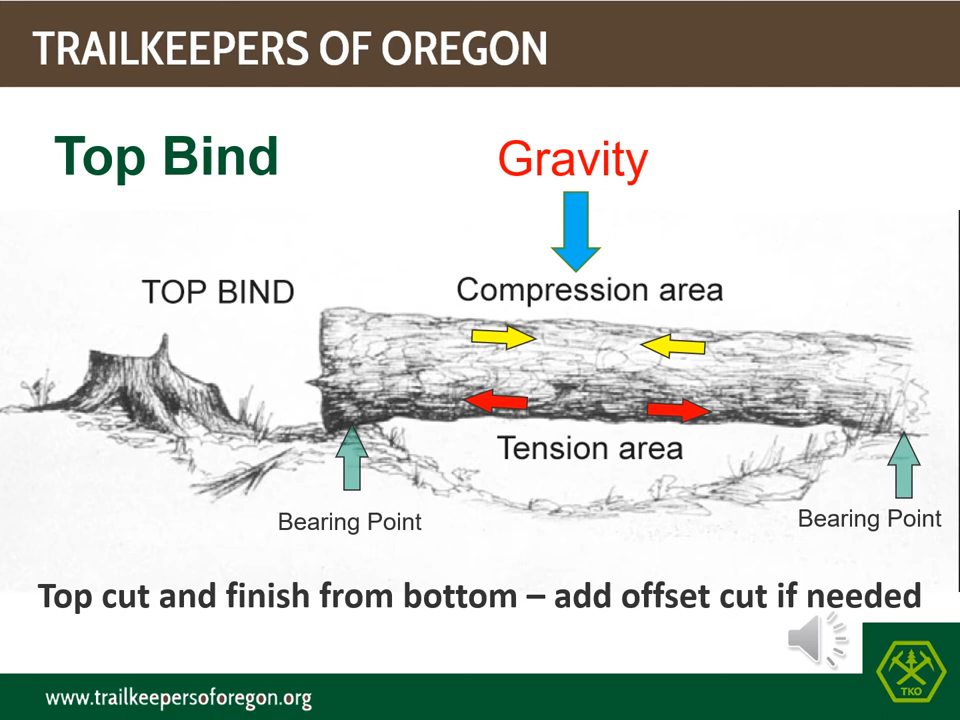 TRAILKEEPERS OF OREGON
Top Bind
Gravity
TOP BIND
Compression area
Tension area
Bearing Point
Bearing Point
Top cut and finish from bottom – add offset cut if needed
www.trailkeepersoforegon.org
TKO